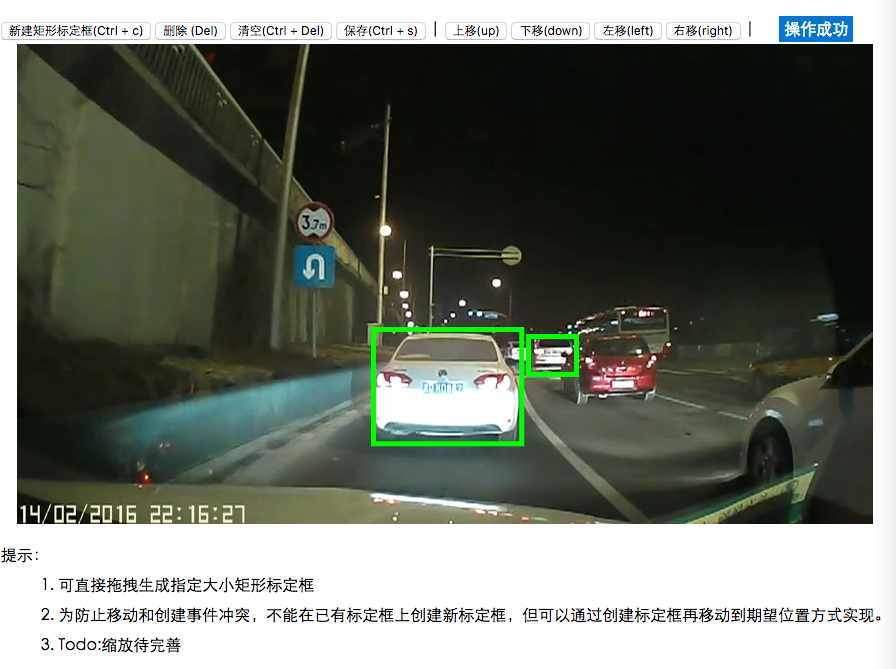 新建矩形标定框(Ctrl + c) 删除 (Del) 清空(Ctrl + Del) 保存(Ctrl + s) | 上移(up) 下移(down) 左移(left) 右移(right) | 操作成功
3.7m
14/02/2016 22:16:27
提示：
1. 可直接拖拽生成指定大小矩形标定框
2. 为防止移动和创建事件冲突，不能在已有标定框上创建新标定框，但可以通过创建标定框再移动到期望位置方式实现。
3. Todo:缩放待完善